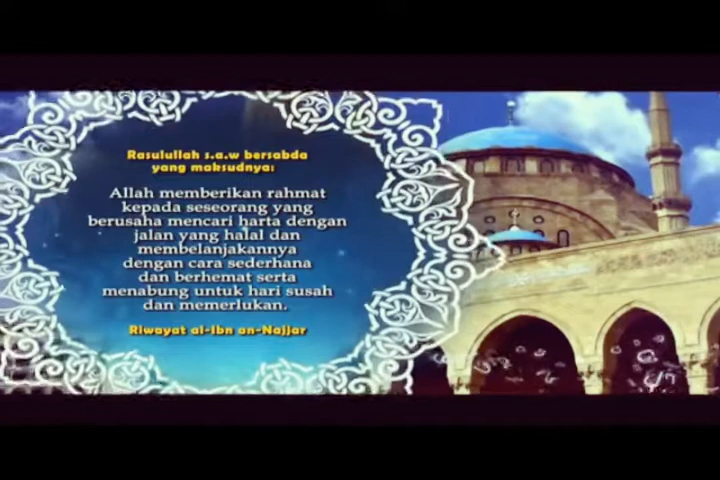 Rasulullah s.a.w bersabda
yang maksudnya:
Allah memberikan rahmat
kepada seseorang yang
berusaha mencari harta dengan
jalan yang halal dan
membelanjakannya
dengan cara sederhana
dan berhemat serta
menabung untuk hari susah
dan memerlukan.
Riwayat al-Ibn an-Najjar